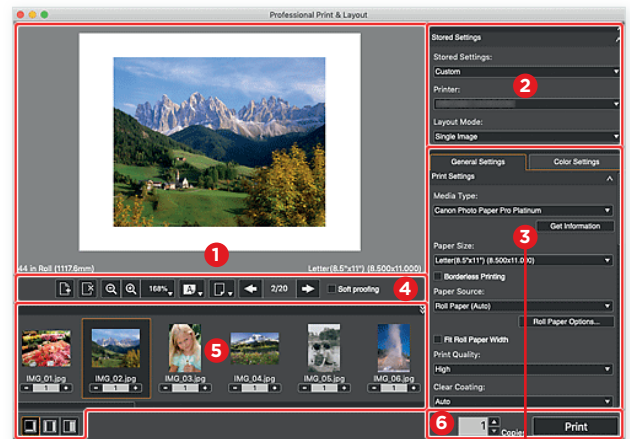 Professional Print & Layout
Stored Settings
Stored Settings:
Custom
2
Printer:
Layout Mode:
Single Image
General Settings
Color Settings
Print Settings
Media Type:
Canon Photo Paper Pro Platinum
Get Information
3
Paper Size:
Letter(8.5"x11") (8.500x11.000)
Borderless Printing
Paper Source:
Roll Paper (Auto)
Roll Paper Options...
Fit Roll Paper Width
Print Quality:
High
Clear Coating:
Auto
1
44 in Roll (1117.6mm)
Letter(8.5"x11") (8.500x11.000)
168%
A
2/20
Soft proofing
4
5
IMG_01.jpg
IMG_02.jpg
IMG_03.jpg
IMG_04.jpg
IMG_05.jpg
IMG_06.jpg
- 1 +
- 1 +
- 1 +
- 1 +
- 1 +
- 1 +
6
1
Copies
Print